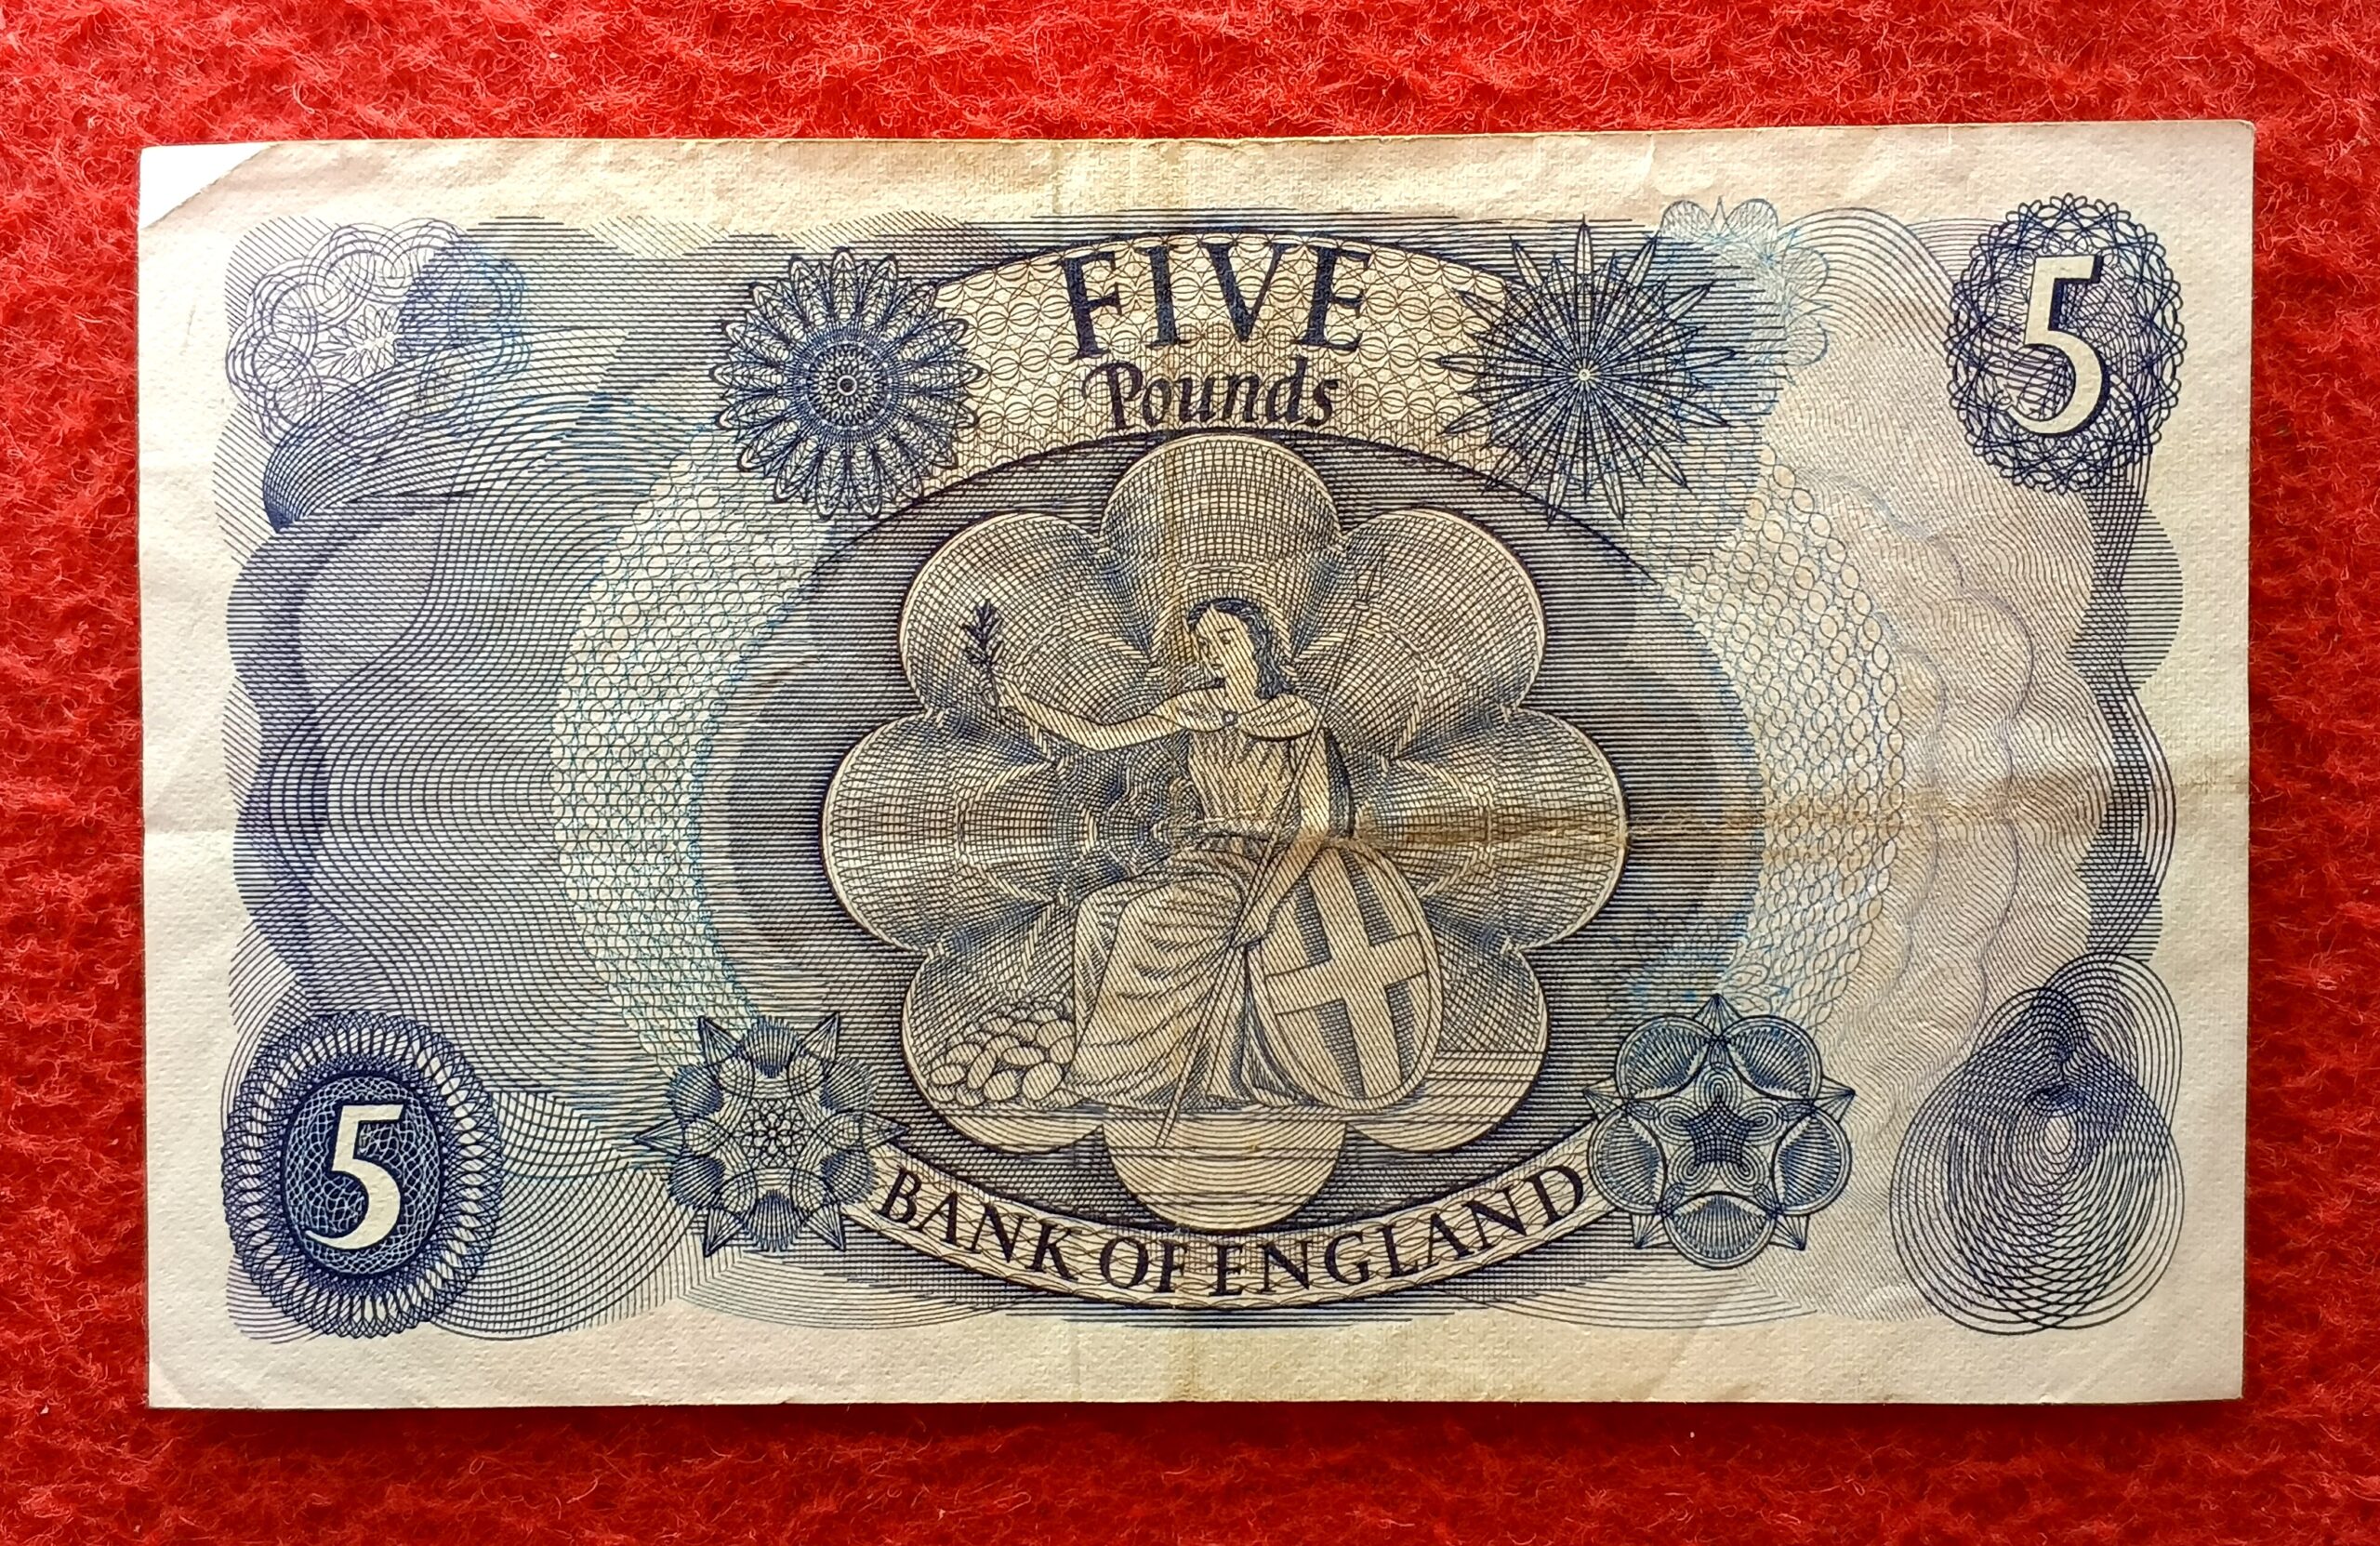 FIVE
Pounds
5
5
BANK OF ENGLAND